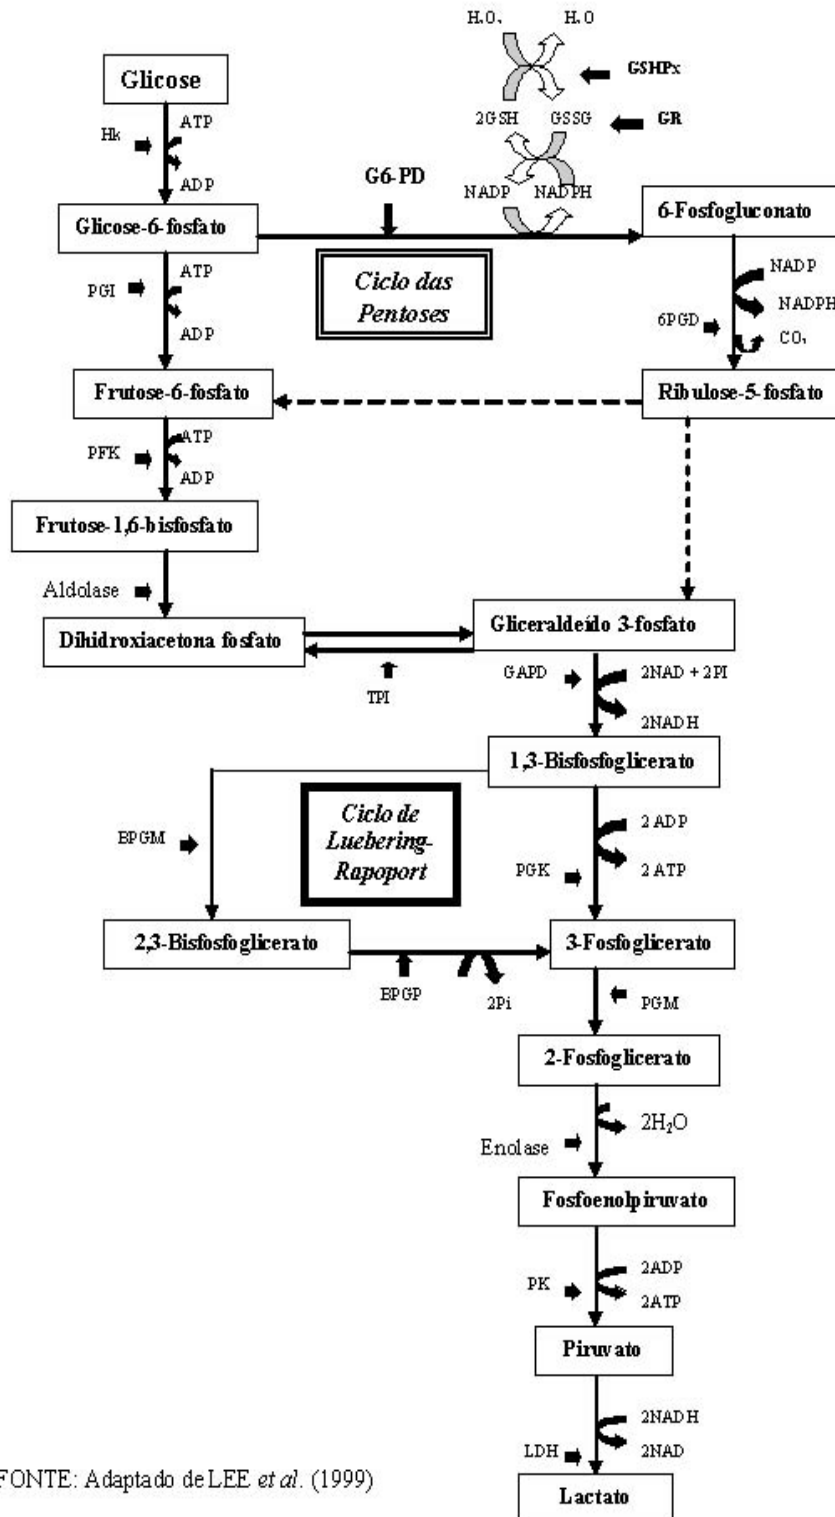 H.O.
H.O
GSHPx
Glicose
2GSH
GSSG
GR
Hk
ATP
ADP
G6-PD
NADP
NADPH
Glicose-6-fosfato
6-Fosfogluconato
Ciclo das
Pentoses
PGI
ATP
ADP
NADP
NADPH
6PGD
CO.
Frutose-6-fosfato
Ribulose-5-fosfato
PFK
ATP
ADP
Frutose-1,6-bisfosfato
Aldolase
Dihidroxiacetona fosfato
Gliceraldeído 3-fosfato
TPI
GAPD
2NAD + 2PI
2NADH
1,3-Bisfosfoglicerato
Ciclo de
Luebering-
Rapoport
BPGM
2 ADP
2 ATP
PGK
2,3-Bisfosfoglicerato
3-Fosfoglicerato
BPGP
2Pi
PGM
2-Fosfoglicerato
2H₂O
Enolase
Fosfoenolpiruvato
2ADP
PK
2ATP
Piruvato
2NADH
LDH
2NAD
FONTE: Adaptado de LEE et al. (1999)
Lactato